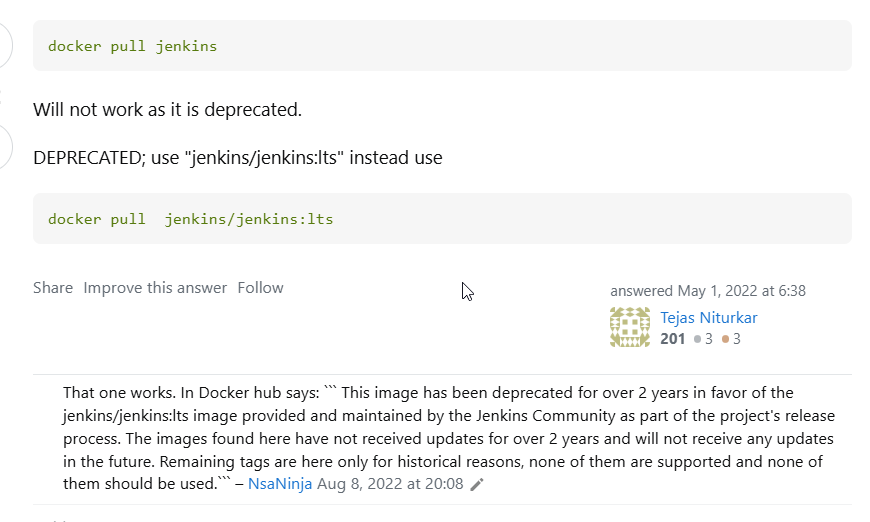 docker pull jenkins
Will not work as it is deprecated.
DEPRECATED; use "jenkins/jenkins:lts" instead use
docker pull  jenkins/jenkins:lts
Share Improve this answer Follow
answered May 1, 2022 at 6:38
Tejas Niturkar
201 ● 3 ● 3
That one works. In Docker hub says: ``` This image has been deprecated for over 2 years in favor of the
jenkins/jenkins:lts image provided and maintained by the Jenkins Community as part of the project's release
process. The images found here have not received updates for over 2 years and will not receive any updates
in the future. Remaining tags are here only for historical reasons, none of them are supported and none of
them should be used.``` – NsaNinja Aug 8, 2022 at 20:08